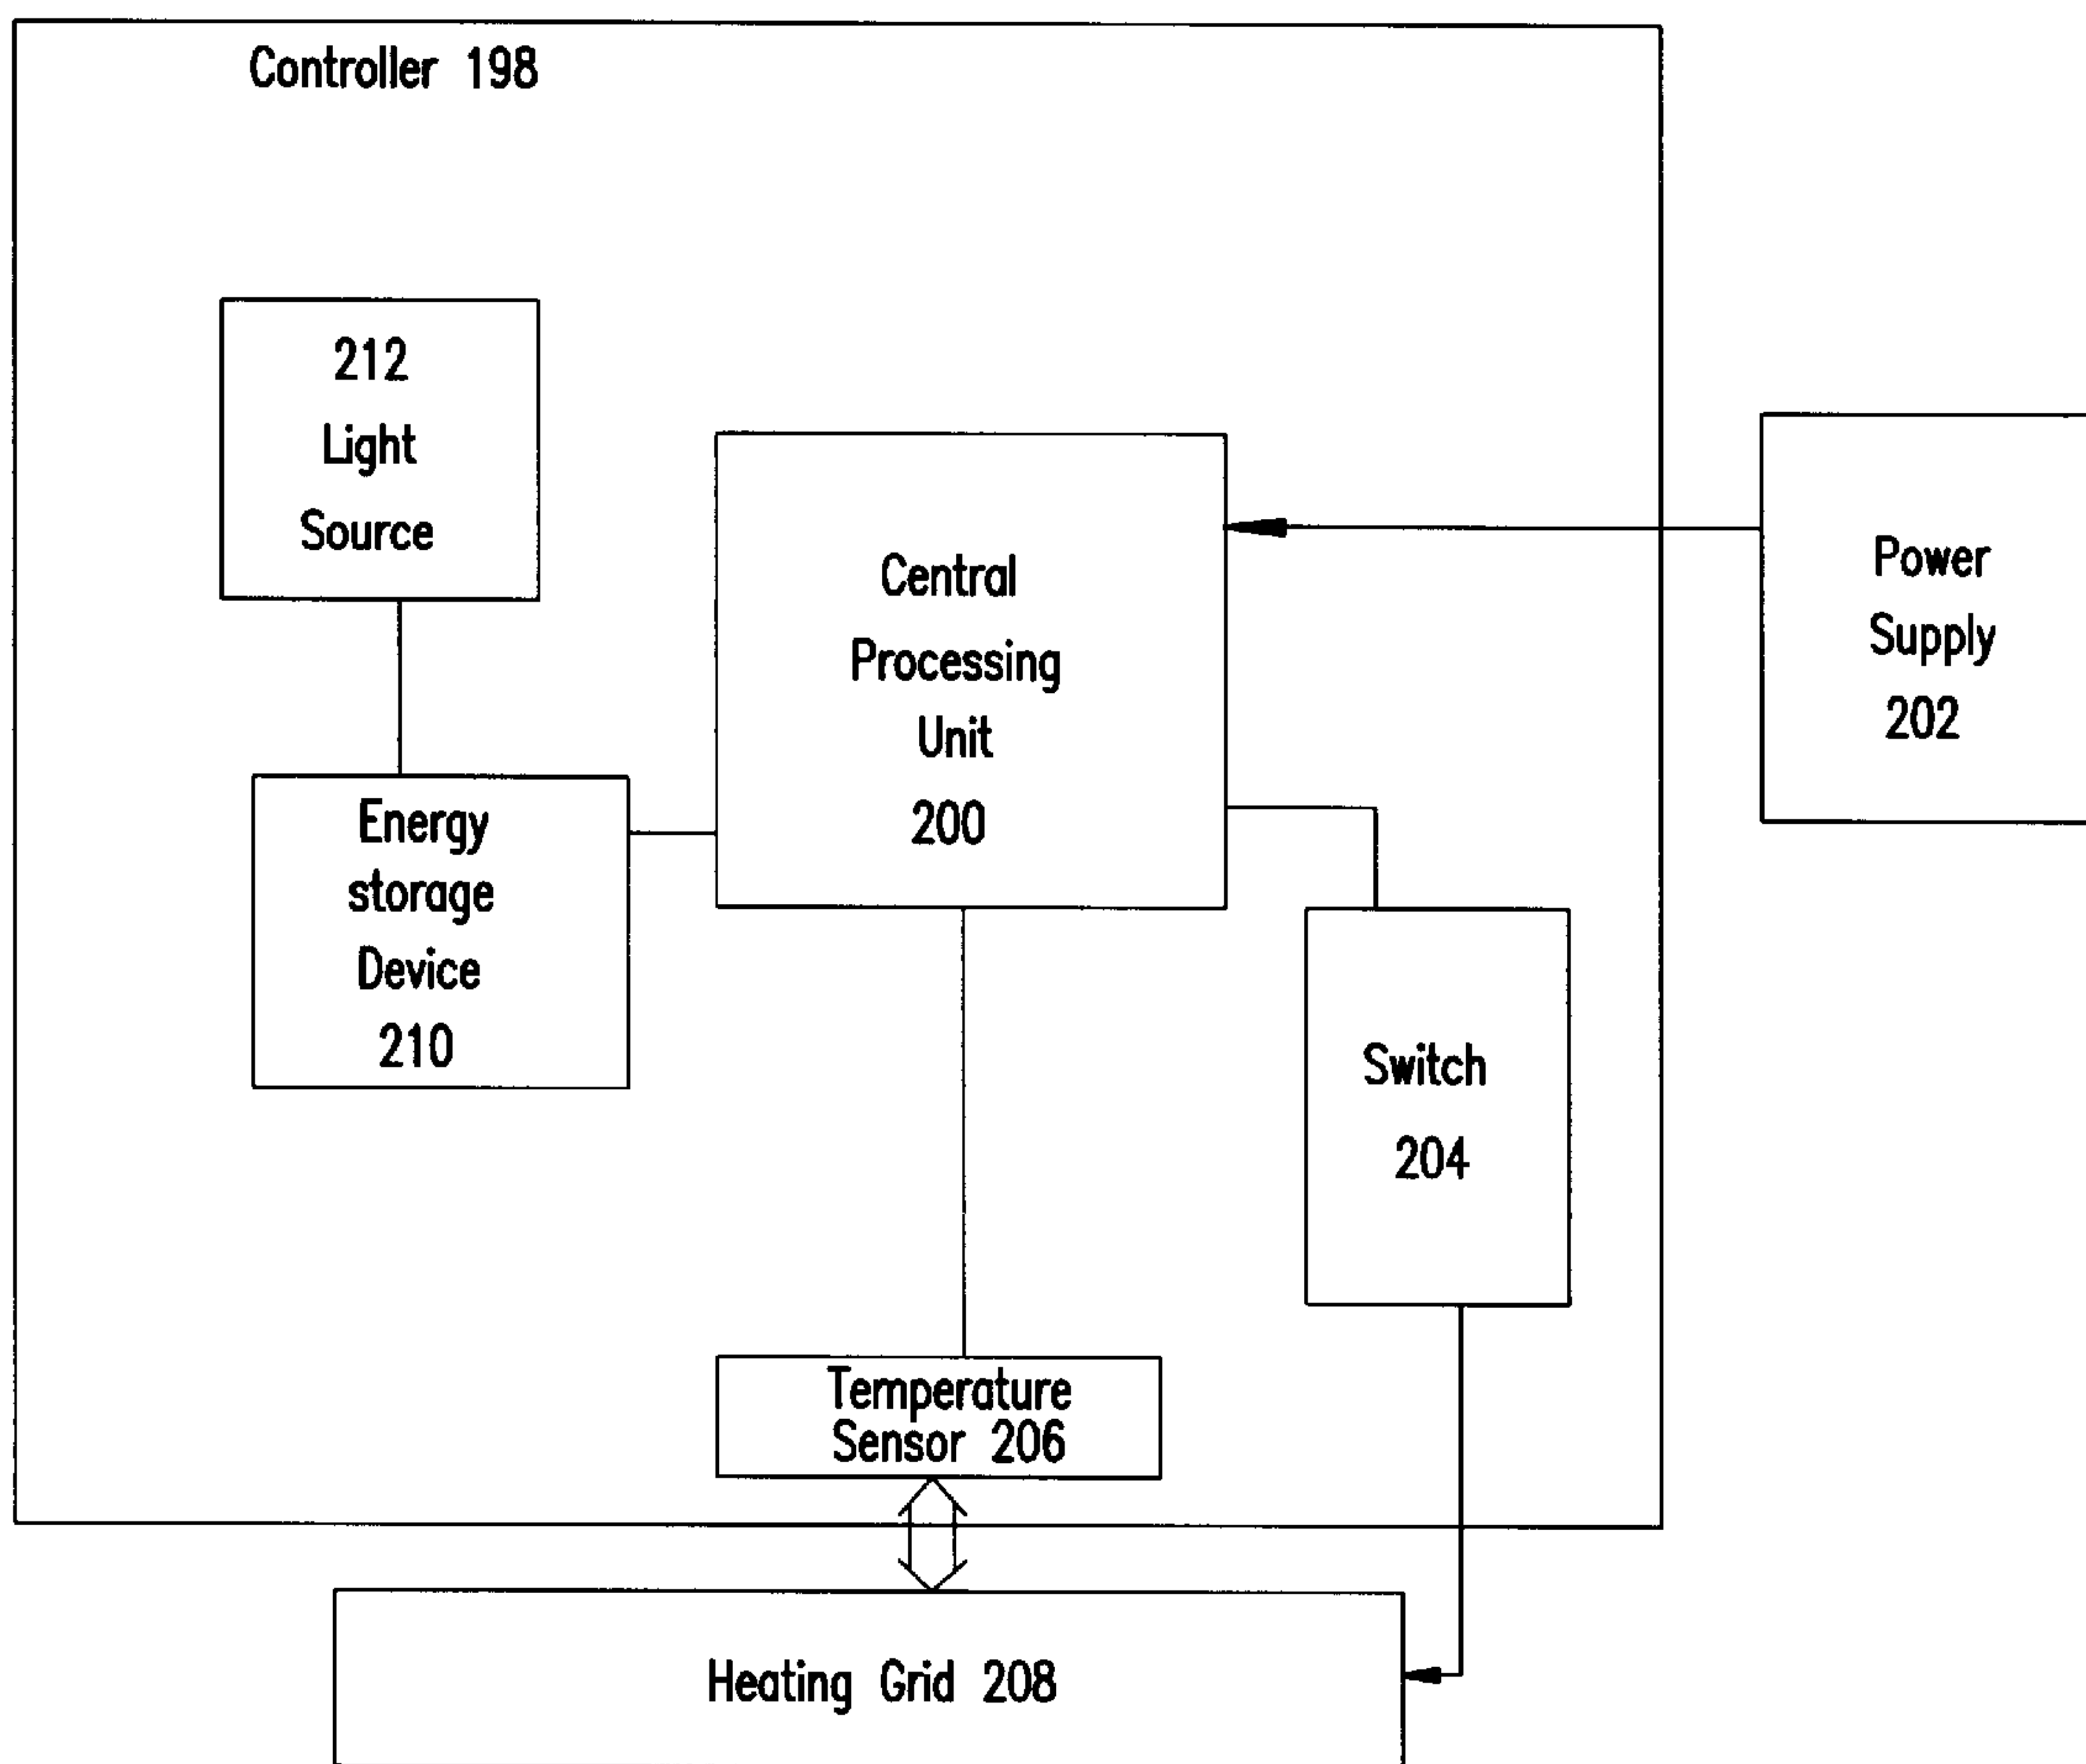 Controller 198
212
Light
Source
Central
Processing
Unit
200
Power
Supply
202
Energy
storage
Device
210
Switch
204
Temperature
Sensor 206
Heating Grid 208